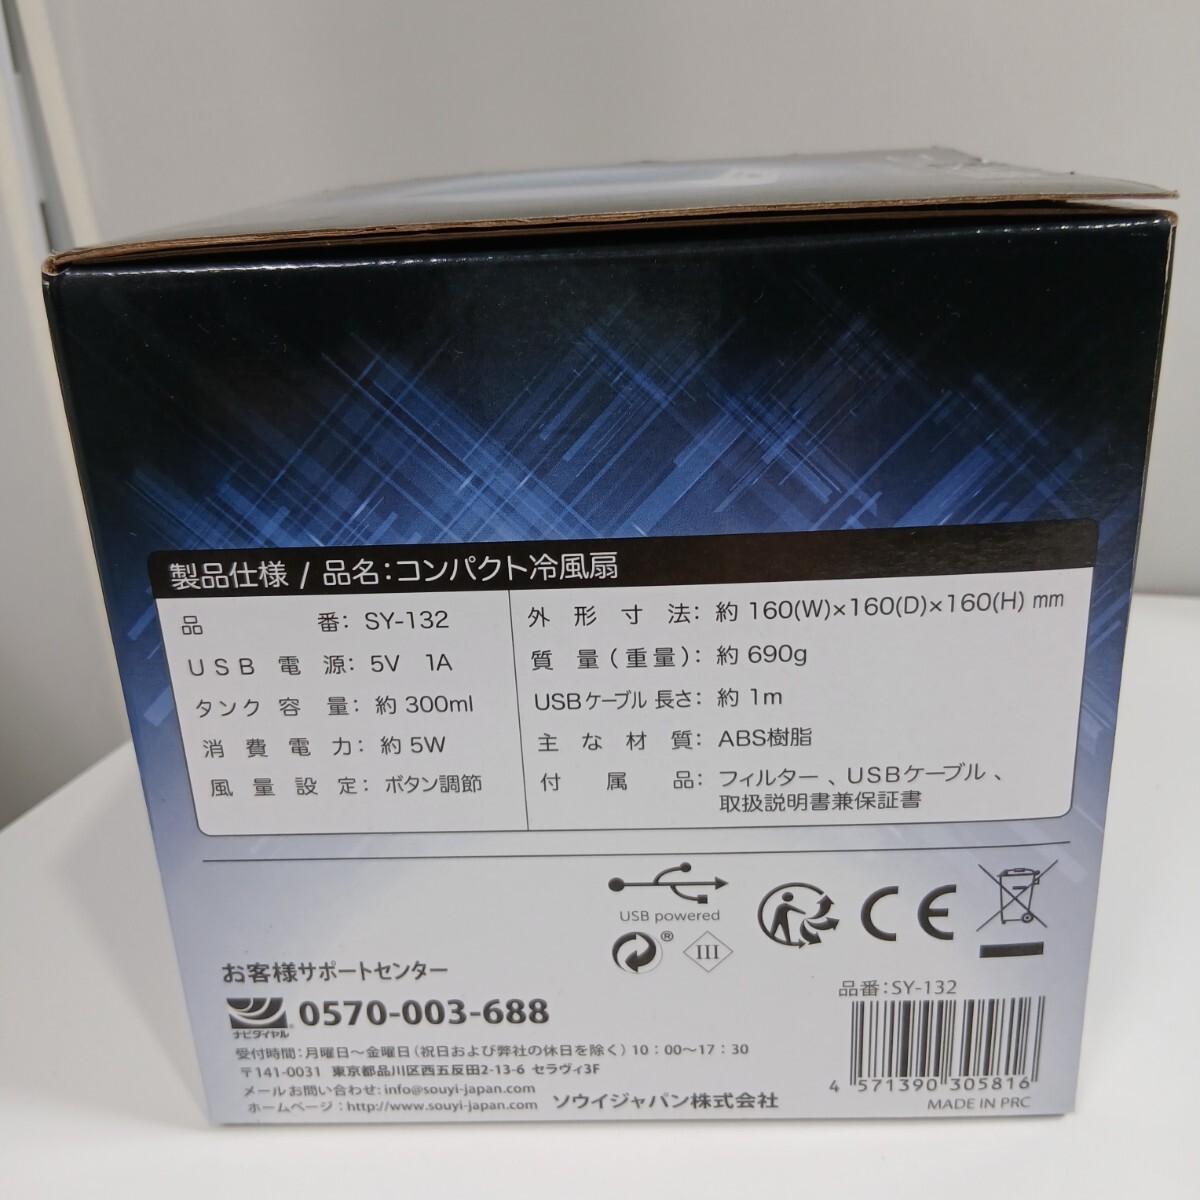 製品仕様 / 品名：コンパクト冷風扇
品番： SY-132
USB電源： 5V 1A
タンク容量： 約 300ml
消費電力： 約 5W
風量設定： ボタン調節
外形寸法： 約 160(W)×160(D)×160(H) mm
質量（重量）： 約 690g
USBケーブル長さ： 約 1m
主な材質： ABS樹脂
付属品： フィルター 、USBケーブル 、
取扱説明書兼保証書
USB powered
®
III
お客様サポートセンター
ナビダイヤル® 0570-003-688
受付時間：月曜日～金曜日（祝日および弊社の休日を除く）10：00～17：30
〒141-0031 東京都品川区西五反田2-13-6 セラヴィ3F
メールお問い合わせ：info@souyi-japan.com
ホームページ：http://www.souyi-japan.com ソウイジャパン株式会社
品番：SY-132
4 571390 305816
MADE IN PRC